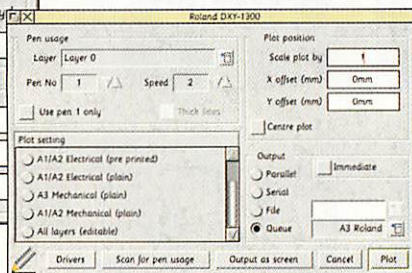 Roland DXY-1300
Pen usage
Layer Layer 0
Pen No 1 Speed 2
Use pen 1 only Thick lines
Plot setting
A1/A2 Electrical (pre printed)
A1/A2 Electrical (plain)
A3 Mechanical (plain)
A1/A2 Mechanical (plain)
All layers (editable)
Plot position
Scale plot by 1
X offset (mm) 0mm
Y offset (mm) 0mm
Centre plot
Output
Immediate
Parallel
Serial
File
Queue A3 Roland
Drivers Scan for pen usage Output as screen Cancel Plot